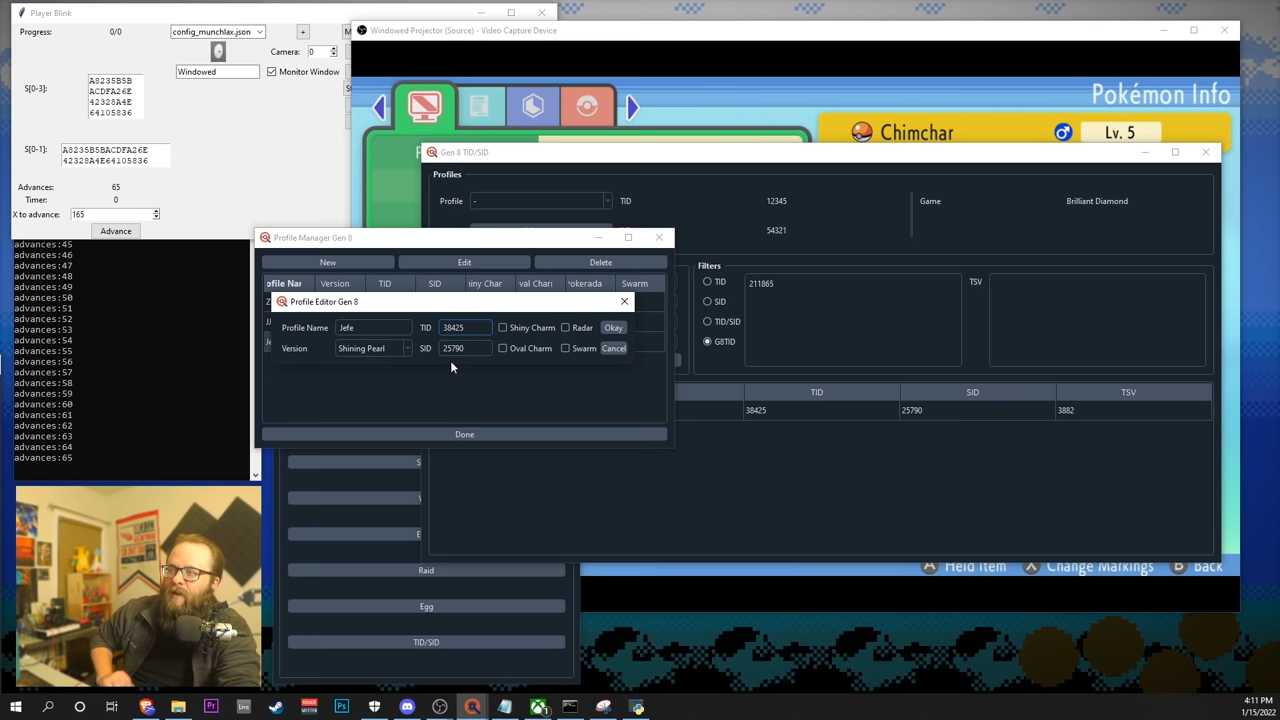 Player Blink
Progress:
0/0
config_munchlax.json
+
Camera:
0
Windowed
Monitor Window
S[0-3]:
A8235B5B
ACDFA26E
42328A4E
64105836
S[0-1]:
A8235B5BACDFA26E
42328A4E64105836
Advances:
65
Timer:
0
X to advance:
165
Advance
advances:45
advances:46
advances:47
advances:48
advances:49
advances:50
advances:51
advances:52
advances:53
advances:54
advances:55
advances:56
advances:57
advances:58
advances:59
advances:60
advances:61
advances:62
advances:63
advances:64
advances:65
Windowed Projector (Source) - Video Capture Device
Pokémon Info
Chimchar
Lv. 5
Gen 8 TID/SID
Profiles
Profile
-
TID
12345
Game
Brilliant Diamond
54321
Filters
TID
SID
TID/SID
G8TID
211865
TSV
TID
SID
TSV
38425
25790
3882
Profile Manager Gen 8
New
Edit
Delete
ofile Nar
Version
TID
SID
iny Char
val Chari
okerada
Swarm
Profile Editor Gen 8
Profile Name
Jefe
TID
38425
Shiny Charm
Radar
Okay
Version
Shining Pearl
SID
25790
Oval Charm
Swarm
Cancel
Done
Raid
Egg
TID/SID
A Held Item
X Change Markings
B Back
4:11 PM
1/15/2022